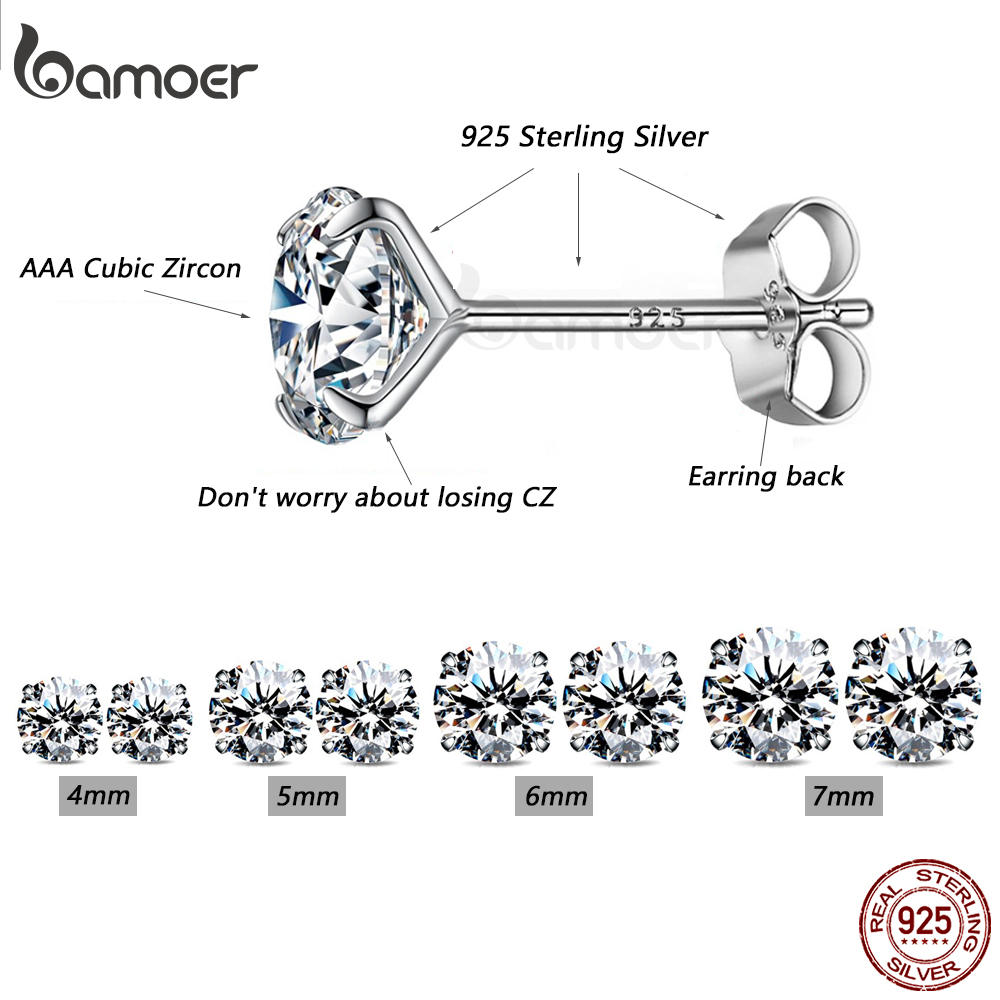 bamoer
925 Sterling Silver
AAA Cubic Zircon
bamoer
925
Don't worry about losing CZ
Earring back
4mm
5mm
6mm
7mm
REAL STERLING
925
SILVER